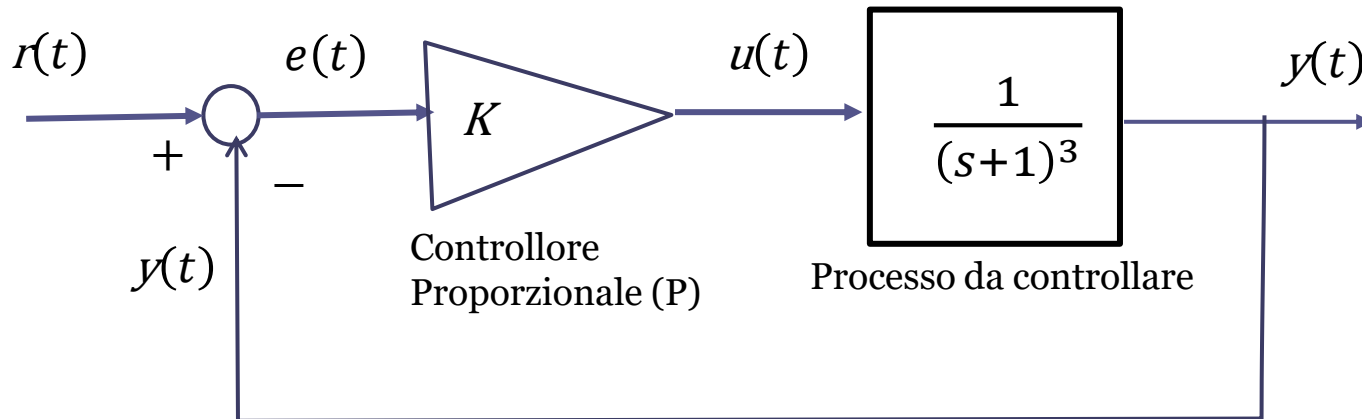 r(t)
e(t)
u(t)
y(t)
K
1
(s+1)³
+
−
y(t)
Controllore
Proporzionale (P)
Processo da controllare